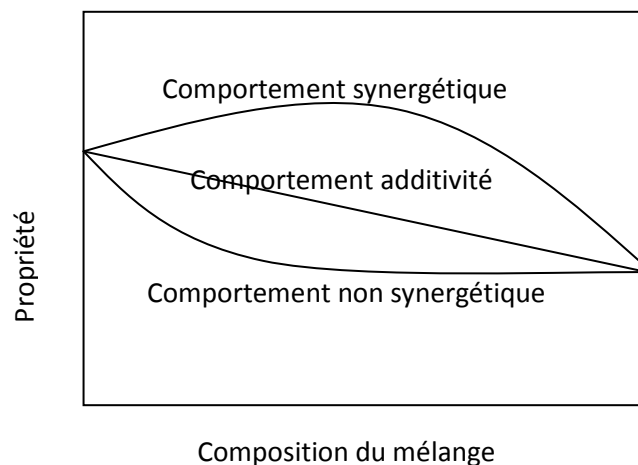 Comportement synergétique
Comportement additivité
Comportement non synergétique
Propriété
Composition du mélange